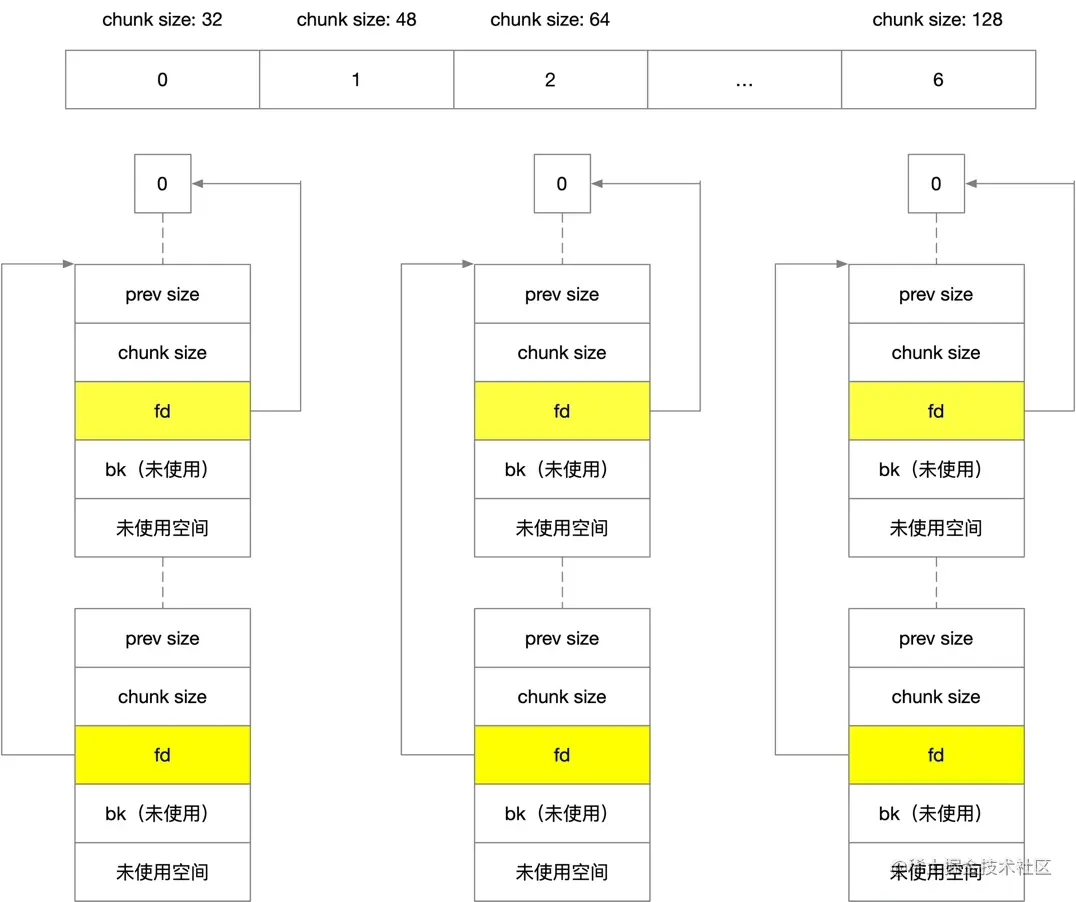 chunk size: 32 chunk size: 48 chunk size: 64 chunk size: 128
0 1 2 ... 6
0 0 0
prev size prev size prev size
chunk size chunk size chunk size
fd fd fd
bk（未使用） bk（未使用） bk（未使用）
未使用空间 未使用空间 未使用空间
prev size prev size prev size
chunk size chunk size chunk size
fd fd fd
bk（未使用） bk（未使用） bk（未使用）
未使用空间 未使用空间 未使用空间
@稀土掘金技术社区